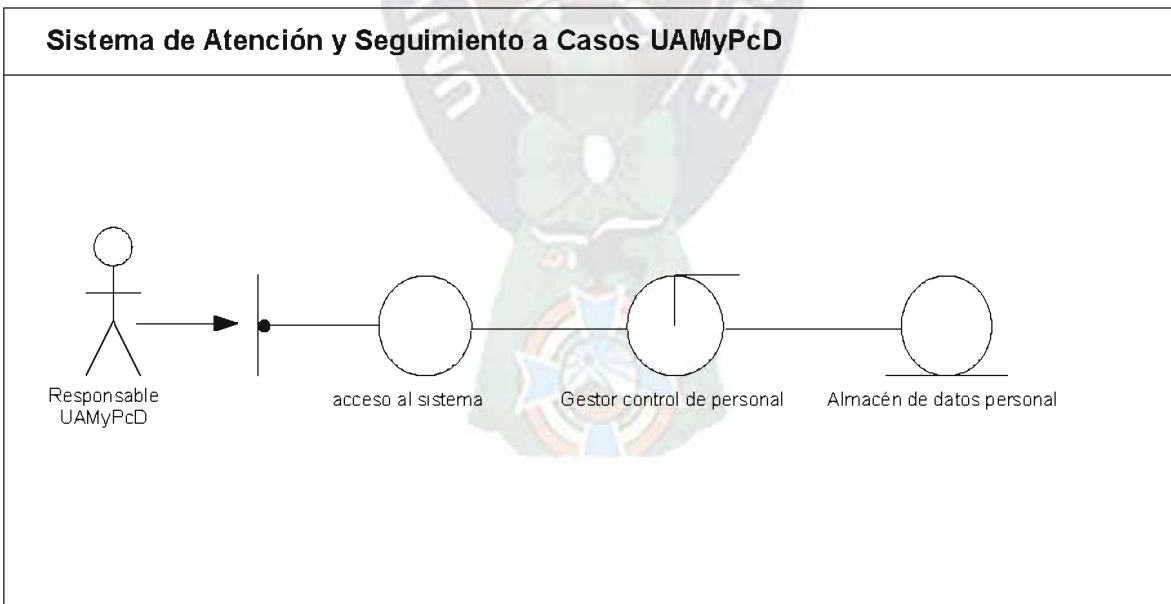 Sistema de Atención y Seguimiento a Casos UAMyPcD
Responsable
UAMyPcD
acceso al sistema
Gestor control de personal
Almacén de datos personal